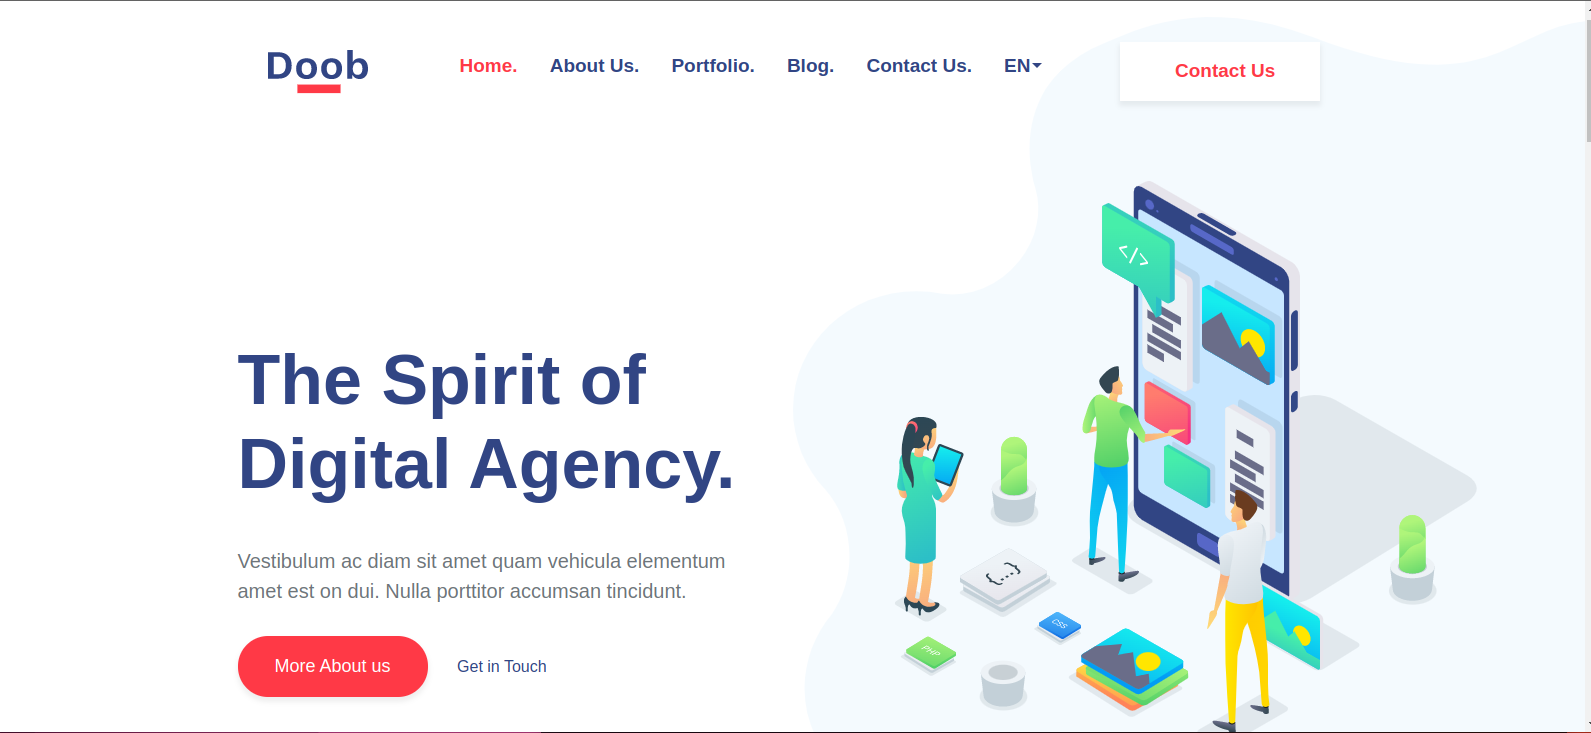 Doob
Home. About Us. Portfolio. Blog. Contact Us. EN
Contact Us
</>
The Spirit of
Digital Agency.
Vestibulum ac diam sit amet quam vehicula elementum
amet est on dui. Nulla porttitor accumsan tincidunt.
More About us
Get in Touch
{...}
CSS
PHP